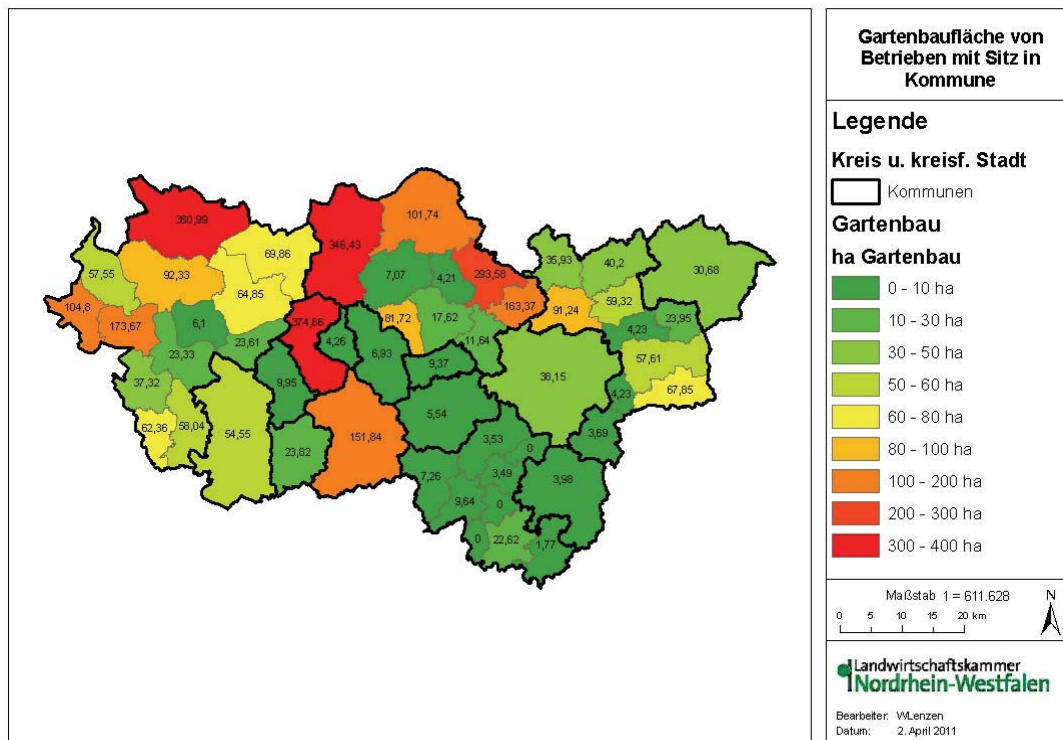 360,99
346,43
101,74
69,86
35,93
40,2
30,68
57,55
92,33
7,07
4,21
293,58
64,85
59,32
104,8
163,37
91,24
173,67
6,1
374,66
81,72
17,62
23,95
4,23
23,61
4,26
6,93
11,64
23,33
57,61
9,37
37,32
9,95
38,15
67,85
4,23
5,54
62,36
58,04
54,55
151,84
3,53
3,69
0
23,82
7,26
3,49
3,98
9,64
0
0
22,62
1,77
Gartenbaufläche von
Betrieben mit Sitz in
Kommune
Legende
Kreis u. kreisf. Stadt
Kommunen
Gartenbau
ha Gartenbau
0 - 10 ha
10 - 30 ha
30 - 50 ha
50 - 60 ha
60 - 80 ha
80 - 100 ha
100 - 200 ha
200 - 300 ha
300 - 400 ha
Maßstab 1 = 611.628
N
0 5 10 15 20 km
Landwirtschaftskammer
Nordrhein-Westfalen
Bearbeiter: WLenzen
Datum: 2. April 2011